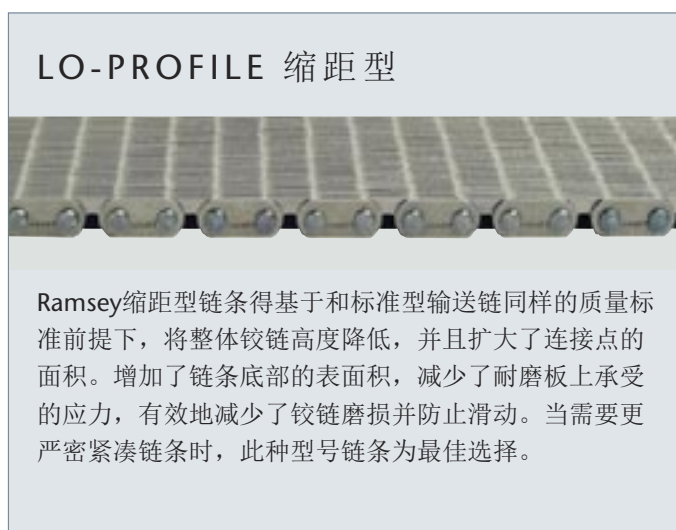 LO-PROFILE 缩距型
Ramsey缩距型链条得基于和标准型输送链同样的质量标
准前提下，将整体铰链高度降低，并且扩大了连接点的
面积。增加了链条底部的表面积，减少了耐磨板上承受
的应力，有效地减少了铰链磨损并防止滑动。当需要更
严密紧凑链条时，此种型号链条为最佳选择。